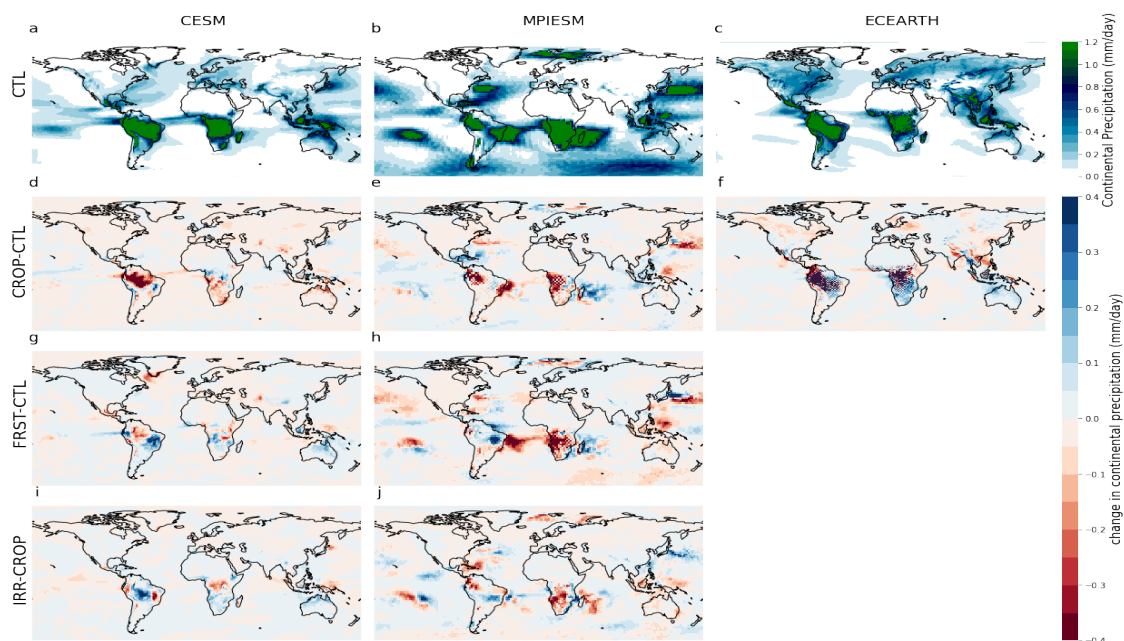 CESM MPIESM ECEARTH
a b c
CTL
1.2
1.0
0.8
0.6
0.4
0.2
0.0
Continental Precipitation (mm/day)
d e f
CROP-CTL
g h
FRST-CTL
i j
IRR-CROP
0.4
0.3
0.2
0.1
0.0
−0.1
−0.2
−0.3
−0.4
change in continental precipitation (mm/day)